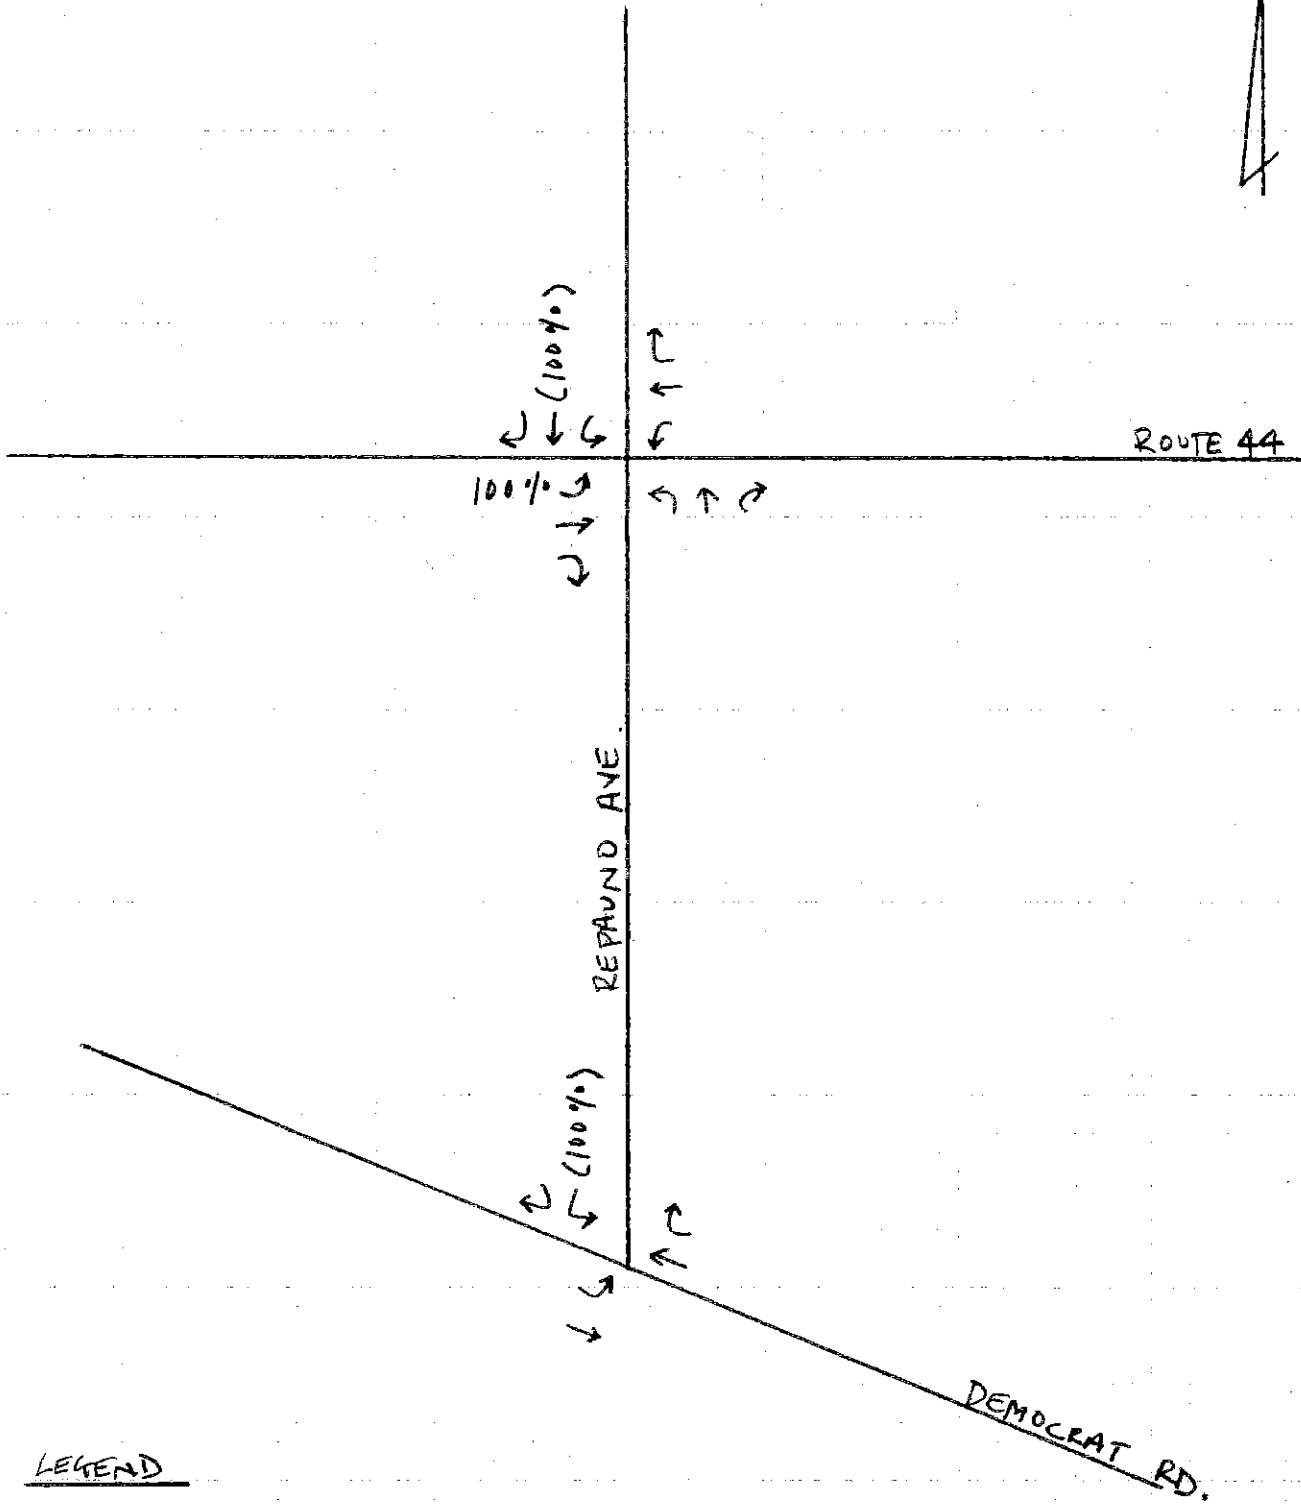 (100%)
ROUTE 44
100%
REPAUNO AVE.
(100%)
DEMOCRAT RD.
LEGEND